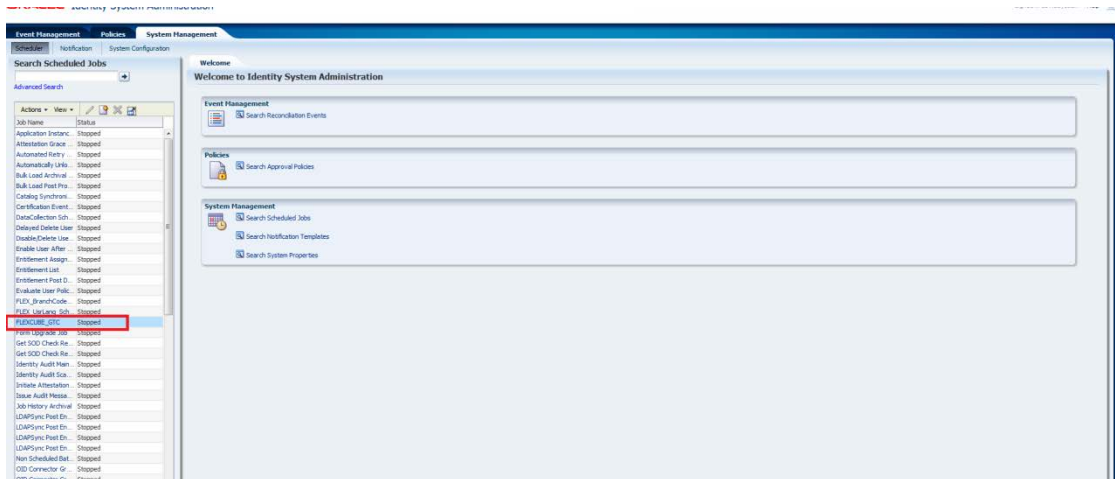 Event Management Policies System Management
Scheduler Notification System Configuration
Search Scheduled Jobs
Advanced Search
Actions View
Job Name Status
Application Instanc... Stopped
Attestation Grace ... Stopped
Automated Retry ... Stopped
Automatically Unlo... Stopped
Bulk Load Archival ... Stopped
Bulk Load Post Pro... Stopped
Catalog Synchroni... Stopped
Certification Event... Stopped
DataCollection Sch... Stopped
Delayed Delete User Stopped
Disable/Delete Use... Stopped
Enable User After ... Stopped
Entitlement Assign... Stopped
Entitlement List Stopped
Entitlement Post D... Stopped
Evaluate User Polic... Stopped
FLEX_BranchCode... Stopped
FLEX_UsrLang_Sch... Stopped
FLEXCUBE_GTC Stopped
Form Upgrade Job Stopped
Get SOD Check Re... Stopped
Get SOD Check Re... Stopped
Identity Audit Main... Stopped
Identity Audit Sca... Stopped
Initiate Attestation... Stopped
Issue Audit Messa... Stopped
Job History Archival Stopped
LDAPSync Post En... Stopped
LDAPSync Post En... Stopped
LDAPSync Post En... Stopped
LDAPSync Post En... Stopped
Non Scheduled Bat... Stopped
OID Connector Gr... Stopped
Welcome
Welcome to Identity System Administration
Event Management
Search Reconciliation Events
Policies
Search Approval Policies
System Management
Search Scheduled Jobs
Search Notification Templates
Search System Properties